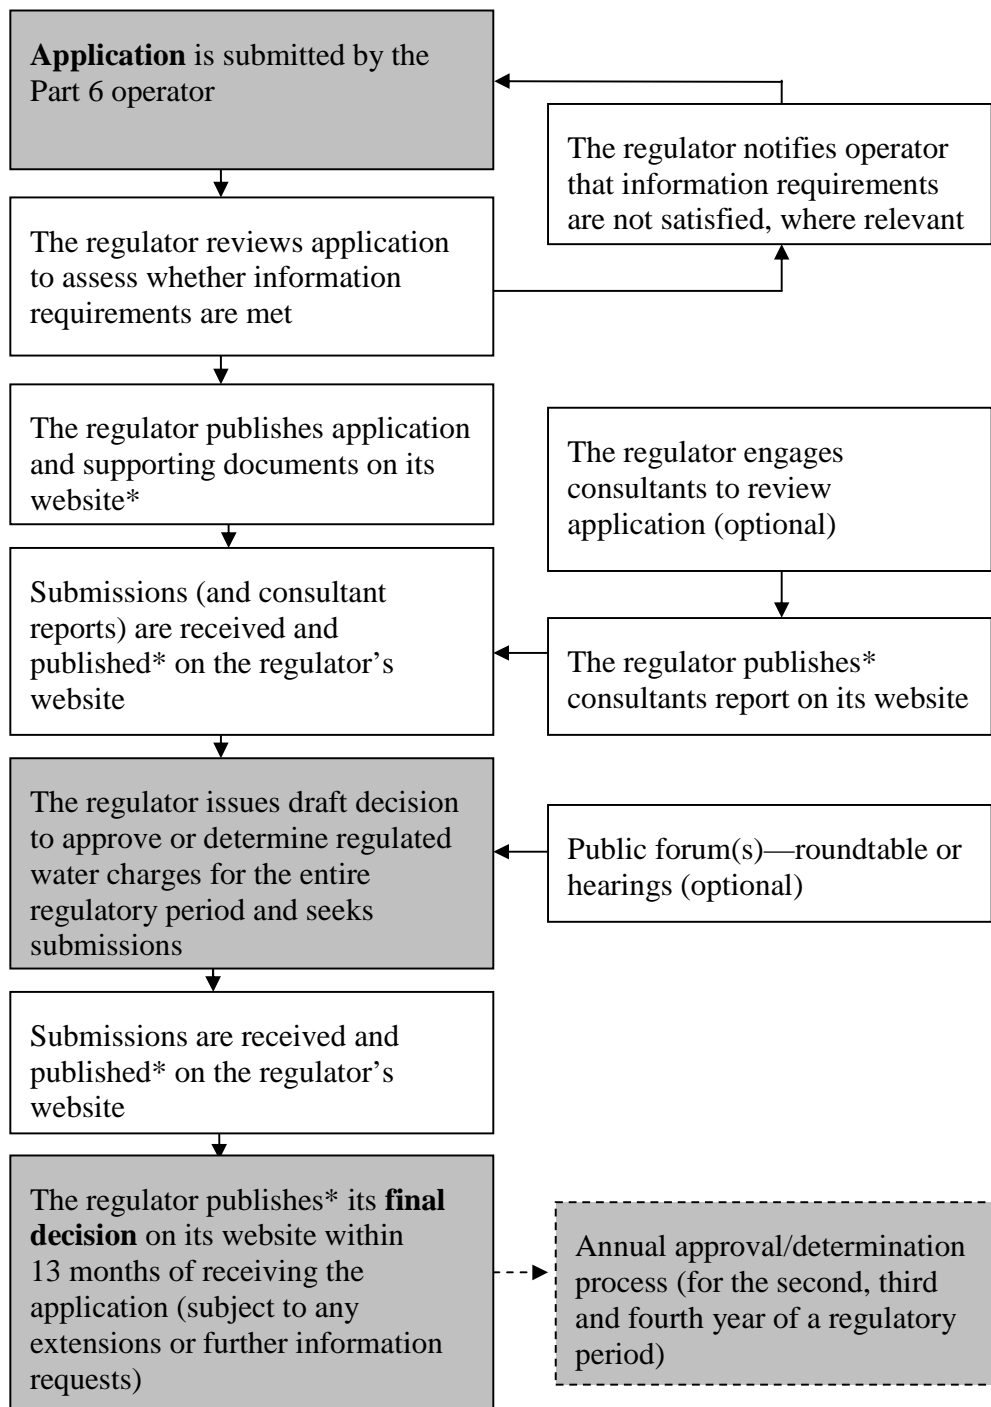 Application is submitted by the
Part 6 operator
The regulator notifies operator
that information requirements
are not satisfied, where relevant
The regulator reviews application
to assess whether information
requirements are met
The regulator publishes application
and supporting documents on its
website*
The regulator engages
consultants to review
application (optional)
Submissions (and consultant
reports) are received and
published* on the regulator’s
website
The regulator publishes*
consultants report on its website
The regulator issues draft decision
to approve or determine regulated
water charges for the entire
regulatory period and seeks
submissions
Public forum(s)—roundtable or
hearings (optional)
Submissions are received and
published* on the regulator’s
website
The regulator publishes* its final
decision on its website within
13 months of receiving the
application (subject to any
extensions or further information
requests)
Annual approval/determination
process (for the second, third
and fourth year of a regulatory
period)